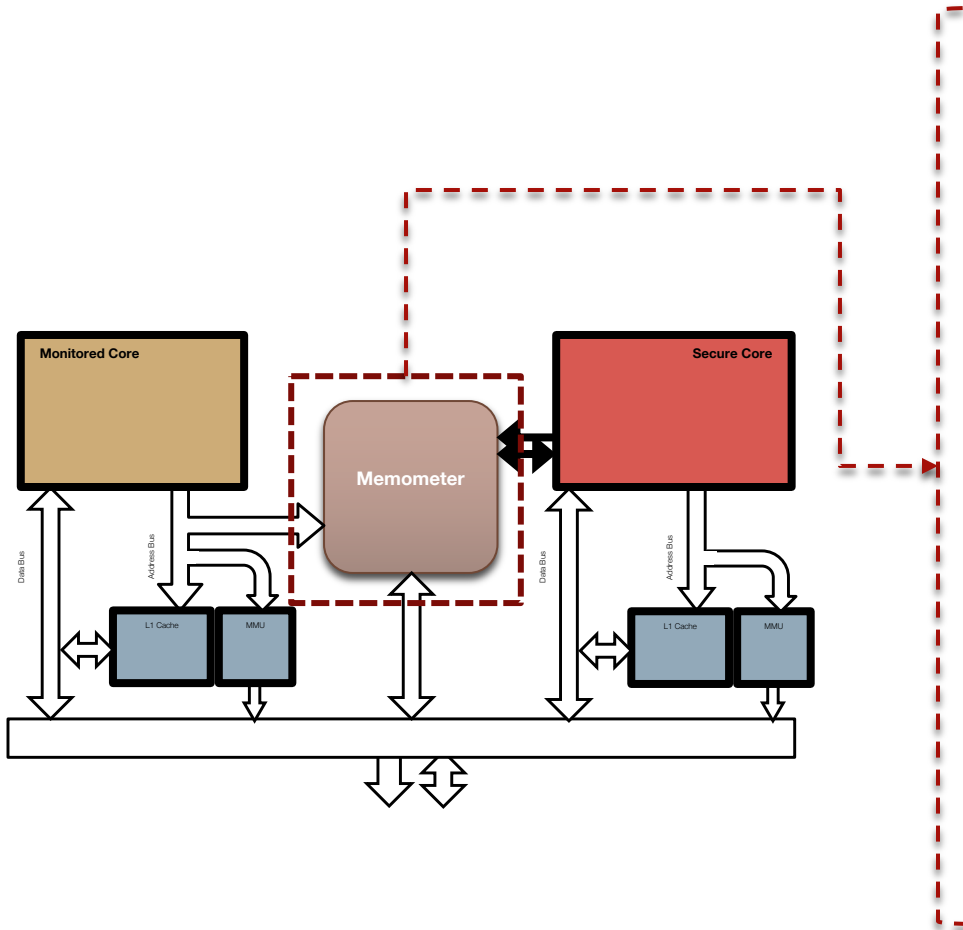 Monitored Core
Secure Core
Memometer
Data Bus
Address Bus
Data Bus
Address Bus
L1 Cache
MMU
L1 Cache
MMU